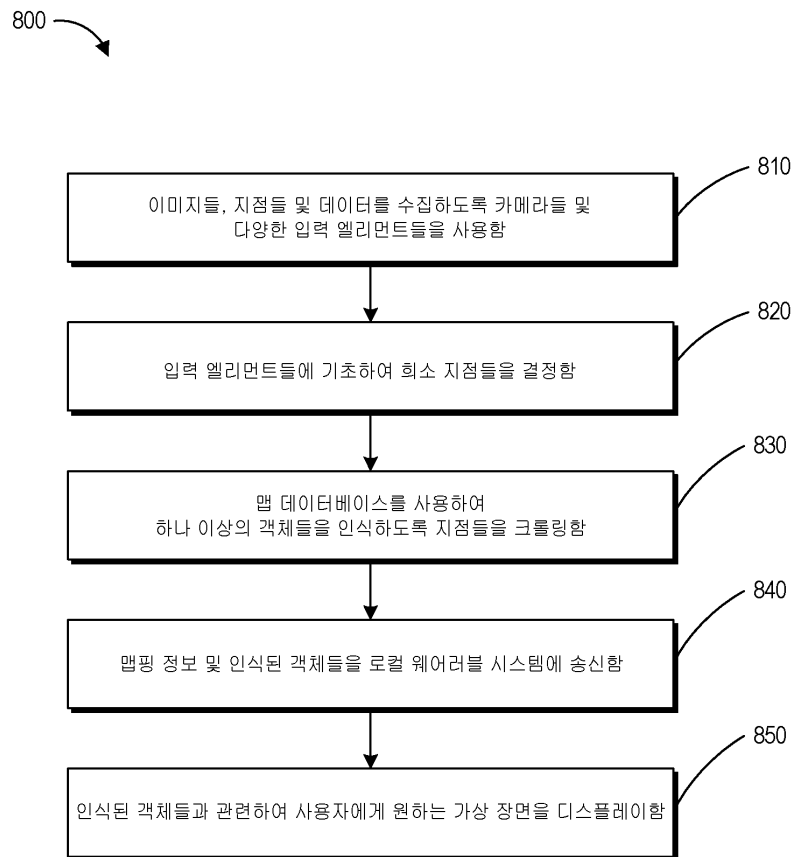 800
810
이미지들, 지점들 및 데이터를 수집하도록 카메라들 및
다양한 입력 엘리먼트들을 사용함
820
입력 엘리먼트들에 기초하여 희소 지점들을 결정함
830
맵 데이터베이스를 사용하여
하나 이상의 객체들을 인식하도록 지점들을 크롤링함
840
맵핑 정보 및 인식된 객체들을 로컬 웨어러블 시스템에 송신함
850
인식된 객체들과 관련하여 사용자에게 원하는 가상 장면을 디스플레이함